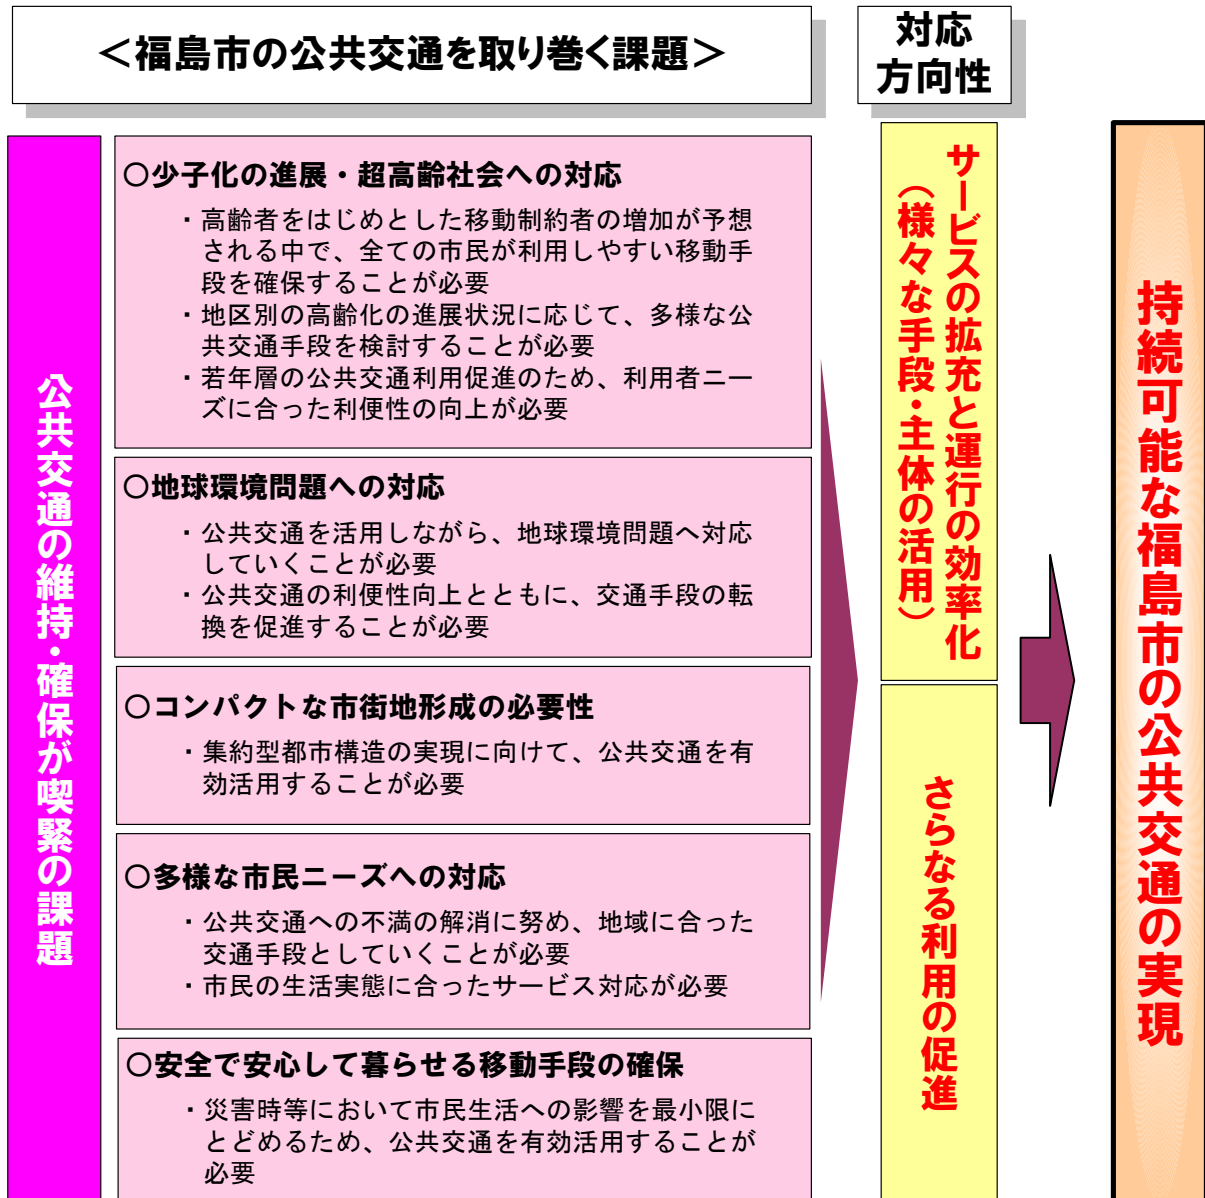 ＜福島市の公共交通を取り巻く課題＞
対応
方向性
公共交通の維持・確保が喫緊の課題
○少子化の進展・超高齢社会への対応
・高齢者をはじめとした移動制約者の増加が予想
される中で、全ての市民が利用しやすい移動手
段を確保することが必要
・地区別の高齢化の進展状況に応じて、多様な公
共交通手段を検討することが必要
・若年層の公共交通利用促進のため、利用者ニー
ズに合った利便性の向上が必要
○地球環境問題への対応
・公共交通を活用しながら、地球環境問題へ対応
していくことが必要
・公共交通の利便性向上とともに、交通手段の転
換を促進することが必要
○コンパクトな市街地形成の必要性
・集約型都市構造の実現に向けて、公共交通を有
効活用することが必要
○多様な市民ニーズへの対応
・公共交通への不満の解消に努め、地域に合った
交通手段としていくことが必要
・市民の生活実態に合ったサービス対応が必要
○安全で安心して暮らせる移動手段の確保
・災害時等において市民生活への影響を最小限に
とどめるため、公共交通を有効活用することが
必要
サービスの拡充と運行の効率化
（様々な手段・主体の活用）
さらなる利用の促進
持続可能な福島市の公共交通の実現